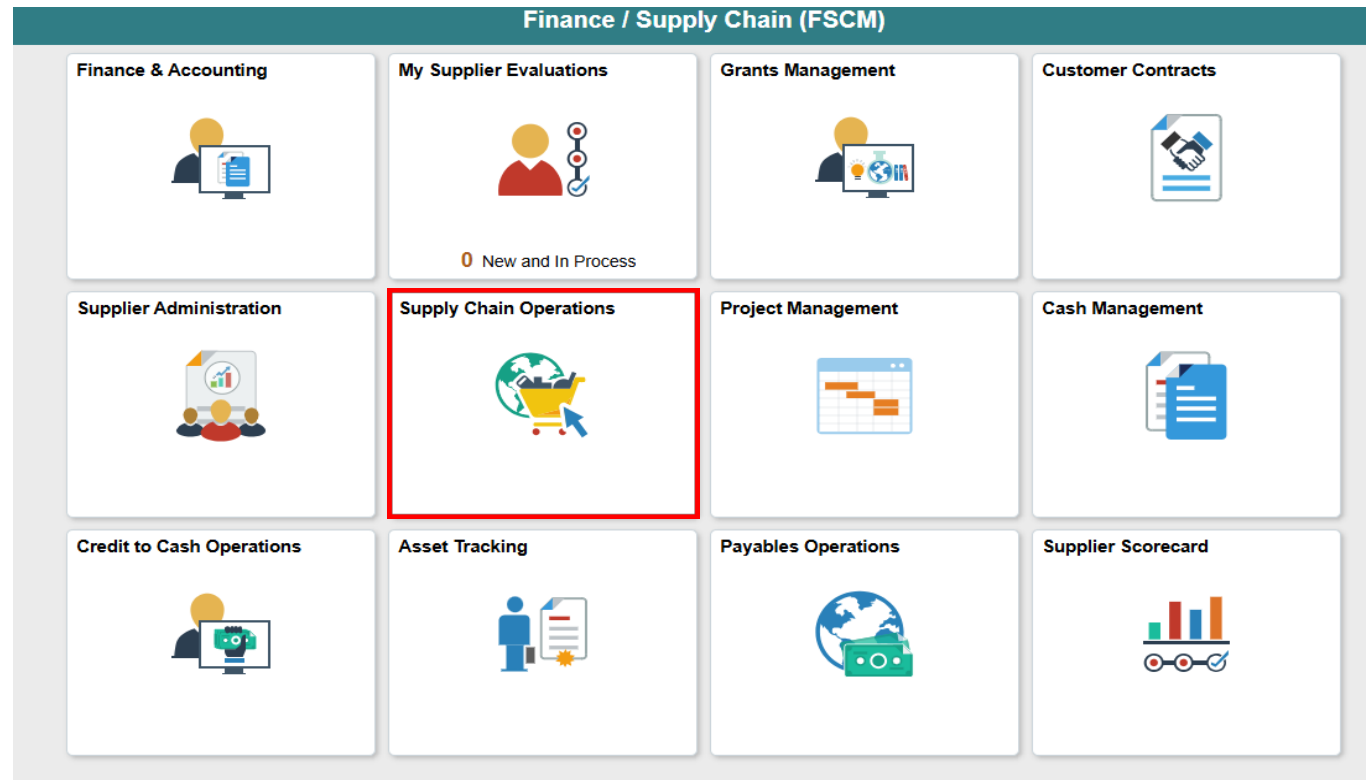 Finance / Supply Chain (FSCM)
Finance & Accounting
My Supplier Evaluations
Grants Management
Customer Contracts
0 New and In Process
Supplier Administration
Supply Chain Operations
Project Management
Cash Management
Credit to Cash Operations
Asset Tracking
Payables Operations
Supplier Scorecard